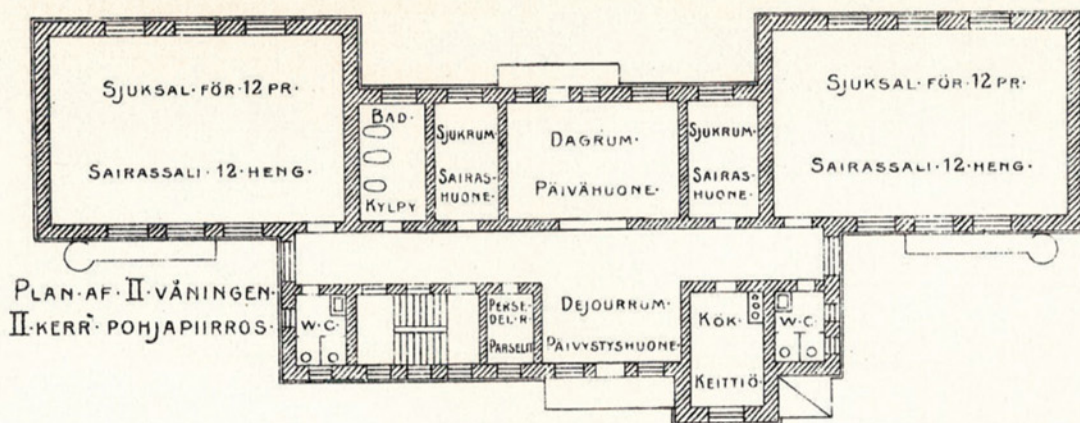 SJUKSAL·FÖR·12 PR·
SAIRASSALI·12·HENG·
BAD·
KYLPY
SJUKRUM·
SAIRAS-
HUONE·
DAGRUM·
PÄIVÄHUONE·
SJUKRUM·
SAIRAS-
HUONE·
SJUKSAL·FÖR·12 PR·
SAIRASSALI·12·HENG·
PLAN·AF·II·VÅNINGEN·
II·KERR·POHJAPIIRROS·
W·C·
PERSE-
DEL·R·
PARSELIT
DEJOURRUM·
PÄIVYSTYSHUONE·
KÖK·
KEITTIÖ·
W·C·